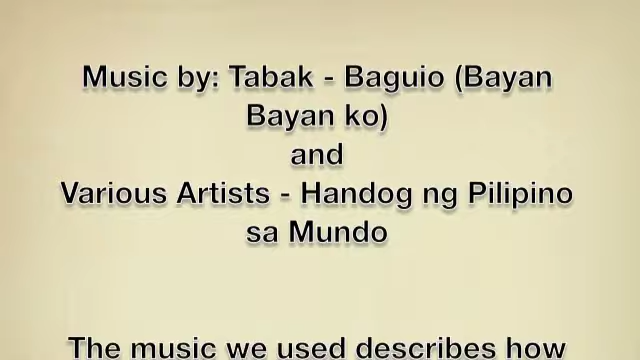 Music by: Tabak - Baguio (Bayan
Bayan ko)
and
Various Artists - Handog ng Pilipino
sa Mundo
The music we used describes how